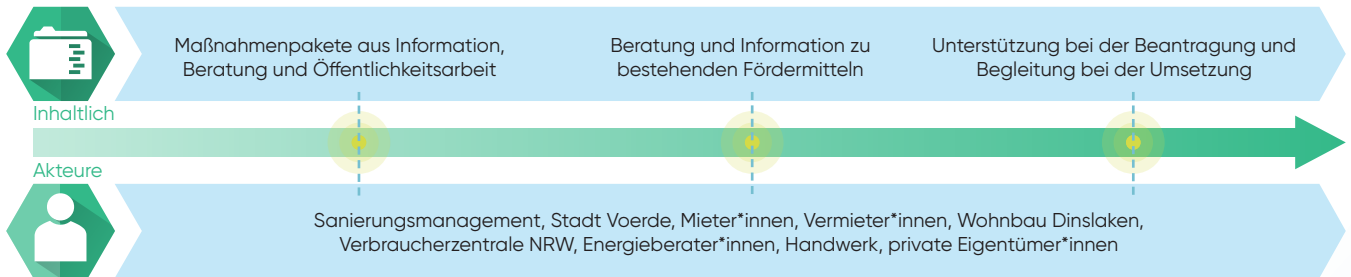 Maßnahmenpakete aus Information,
Beratung und Öffentlichkeitsarbeit
Beratung und Information zu
bestehenden Fördermitteln
Unterstützung bei der Beantragung und
Begleitung bei der Umsetzung
Inhaltlich
Akteure
Sanierungsmanagement, Stadt Voerde, Mieter*innen, Vermieter*innen, Wohnbau Dinslaken,
Verbraucherzentrale NRW, Energieberater*innen, Handwerk, private Eigentümer*innen